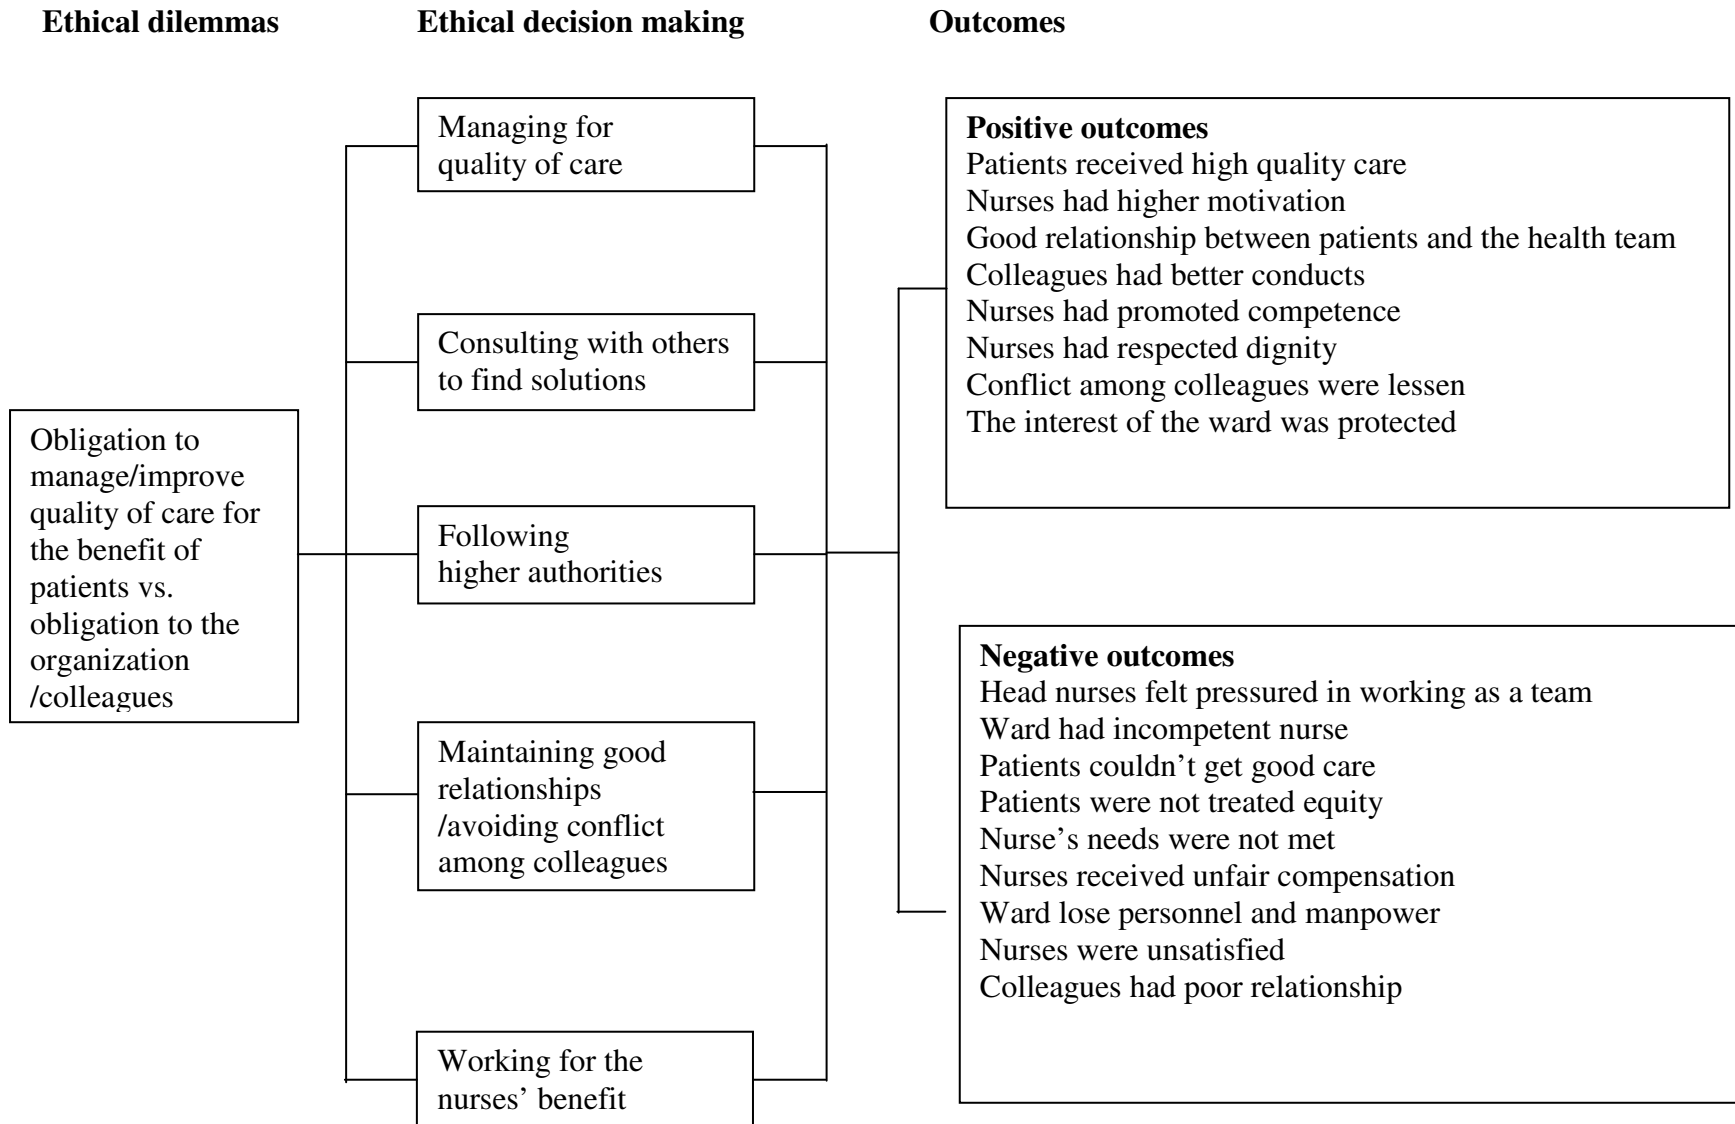 Ethical dilemmas
Ethical decision making
Outcomes
Obligation to
manage/improve
quality of care for
the benefit of
patients vs.
obligation to the
organization
/colleagues
Managing for
quality of care
Consulting with others
to find solutions
Following
higher authorities
Maintaining good
relationships
/avoiding conflict
among colleagues
Working for the
nurses’ benefit
Positive outcomes
Patients received high quality care
Nurses had higher motivation
Good relationship between patients and the health team
Colleagues had better conducts
Nurses had promoted competence
Nurses had respected dignity
Conflict among colleagues were lessen
The interest of the ward was protected
Negative outcomes
Head nurses felt pressured in working as a team
Ward had incompetent nurse
Patients couldn’t get good care
Patients were not treated equity
Nurse’s needs were not met
Nurses received unfair compensation
Ward lose personnel and manpower
Nurses were unsatisfied
Colleagues had poor relationship